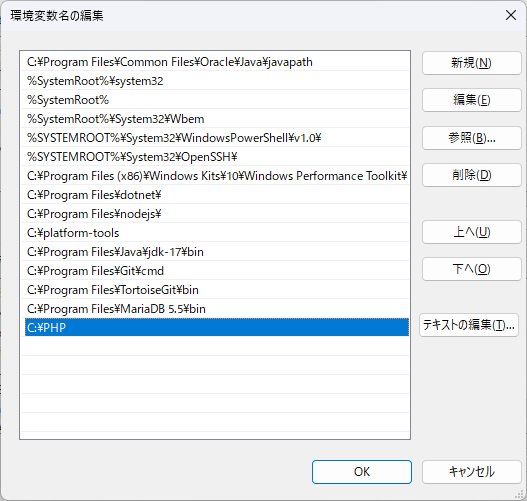 環境変数名の編集
C:¥Program Files¥Common Files¥Oracle¥Java¥javapath
%SystemRoot%¥system32
%SystemRoot%
%SystemRoot%¥System32¥Wbem
%SYSTEMROOT%¥System32¥WindowsPowerShell¥v1.0¥
%SYSTEMROOT%¥System32¥OpenSSH¥
C:¥Program Files (x86)¥Windows Kits¥10¥Windows Performance Toolkit¥
C:¥Program Files¥dotnet¥
C:¥Program Files¥nodejs¥
C:¥platform-tools
C:¥Program Files¥Java¥jdk-17¥bin
C:¥Program Files¥Git¥cmd
C:¥Program Files¥TortoiseGit¥bin
C:¥Program Files¥MariaDB 5.5¥bin
C:¥PHP
新規(N)
編集(E)
参照(B)...
削除(D)
上へ(U)
下へ(O)
テキストの編集(T)...
OK
キャンセル